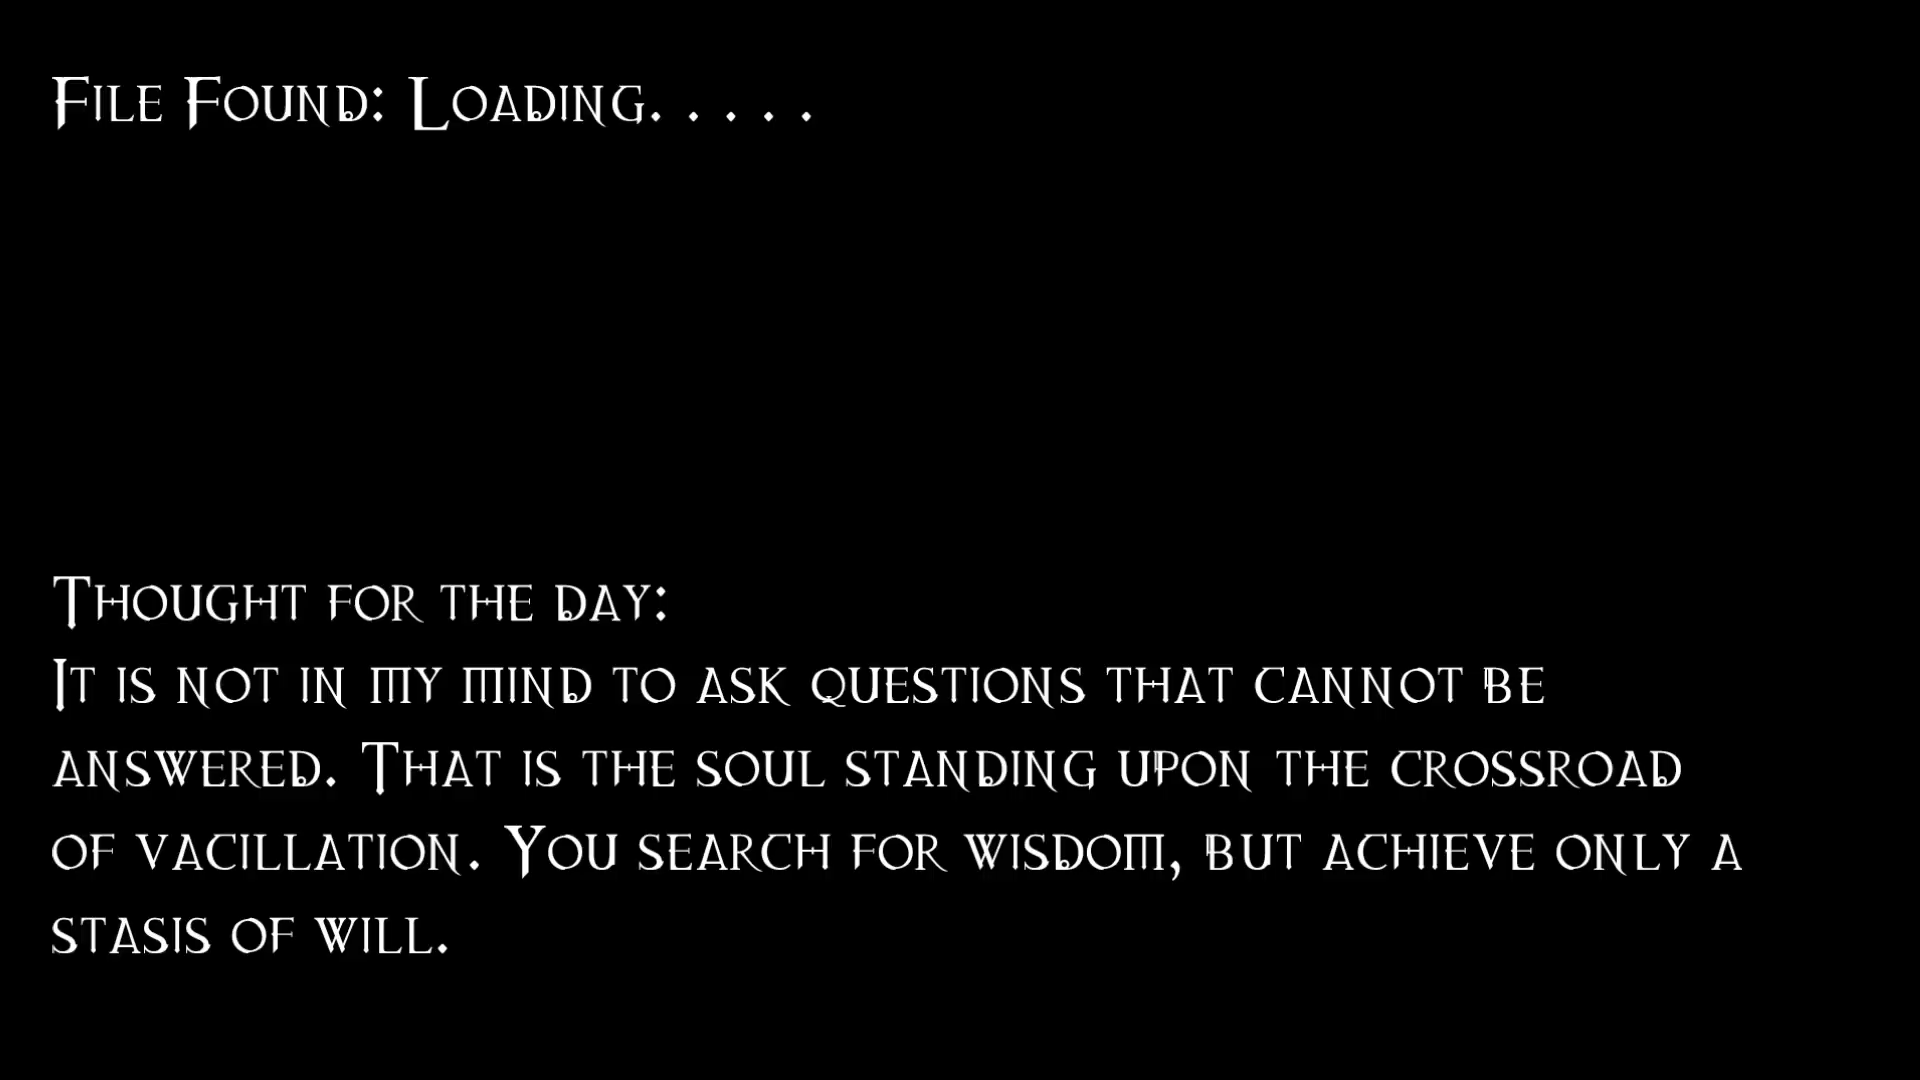 File Found: Loading. . . . .
Thought for the day:
It is not in my mind to ask questions that cannot be
answered. That is the soul standing upon the crossroad
of vacillation. You search for wisdom, but achieve only a
stasis of will.